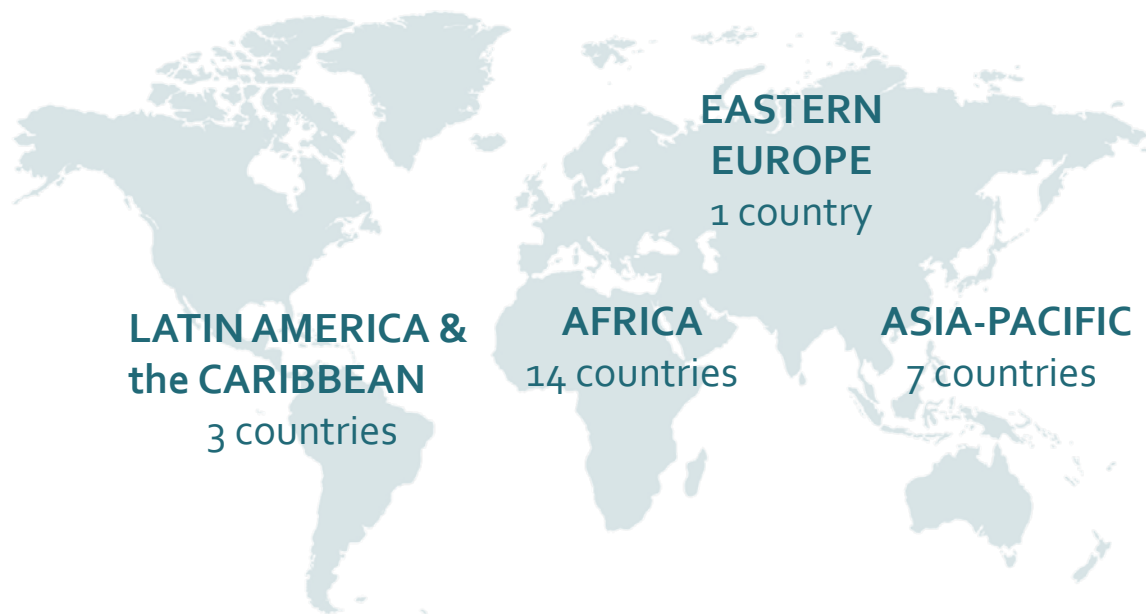 EASTERN
EUROPE
1 country
LATIN AMERICA &
the CARIBBEAN
3 countries
AFRICA
14 countries
ASIA-PACIFIC
7 countries